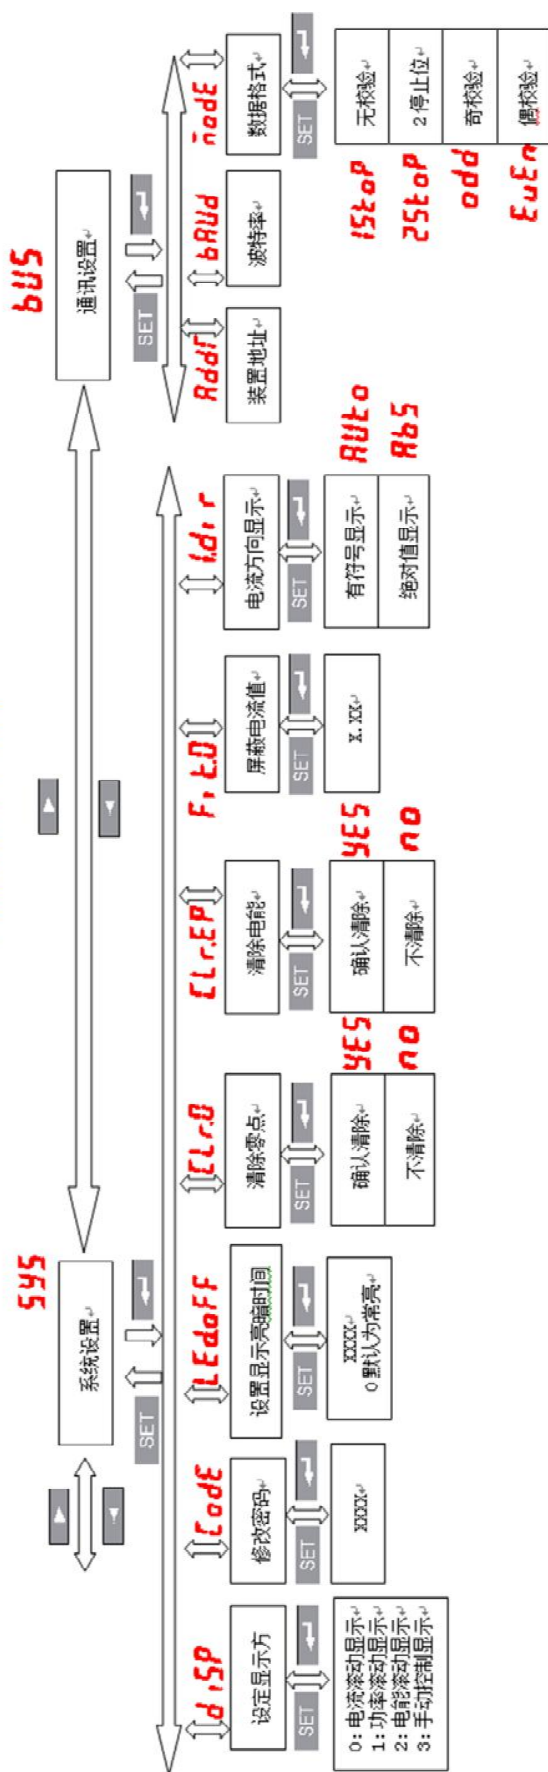 SYS
bUS
系统设置
通讯设置
SET
SET
diSP
CodE
LEdoFF
CLr.0
CLr.EP
Fit.0
I.dir
Addr
bAUd
modE
设定显示方
修改密码
设置显示亮暗时间
清除零点
清除电能
屏蔽电流值
电流方向显示
装置地址
波特率
数据格式
SET
SET
SET
SET
SET
SET
SET
SET
0:电流滚动显示
1:功率滚动显示
2:电能滚动显示
3:手动控制显示
XXXX
XXXX
0 默认为常亮
确认清除
YES
不清除
no
确认清除
YES
不清除
no
X.XX
有符号显示
AUto
绝对值显示
AbS
1StoP
无校验
2StoP
2 停止位
odd
奇校验
EvEn
偶校验